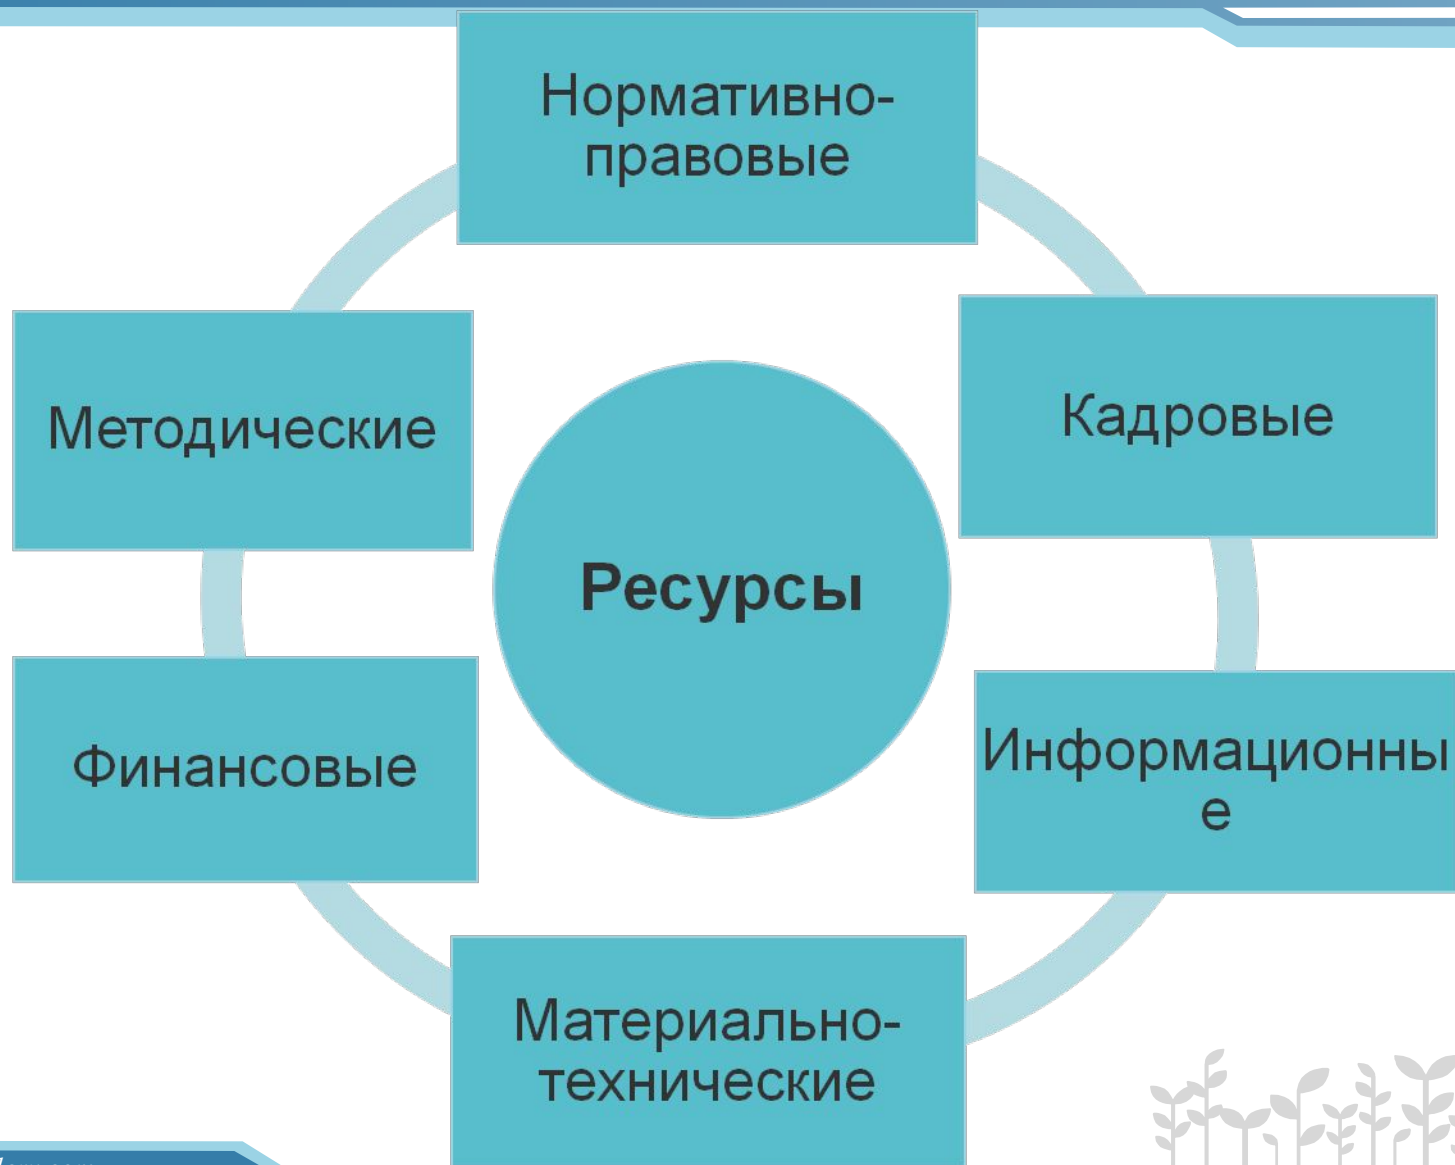 Нормативно-
правовые
Кадровые
Информационны
е
Материально-
технические
Финансовые
Методические
Ресурсы